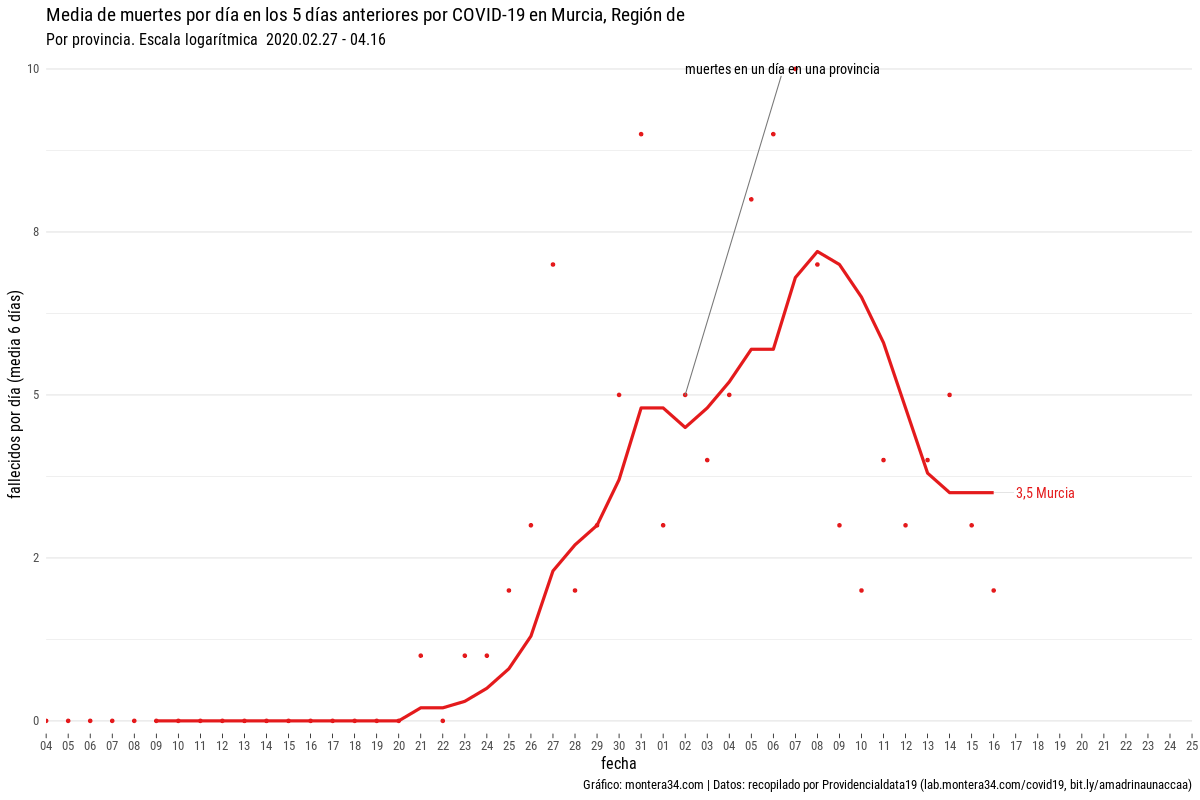 Media de muertes por día en los 5 días anteriores por COVID-19 en Murcia, Región de
Por provincia. Escala logarítmica 2020.02.27 - 04.16
10
muertes en un día en una provincia
8
5
2
0
fallecidos por día (media 6 días)
3,5 Murcia
04 05 06 07 08 09 10 11 12 13 14 15 16 17 18 19 20 21 22 23 24 25 26 27 28 29 30 31 01 02 03 04 05 06 07 08 09 10 11 12 13 14 15 16 17 18 19 20 21 22 23 24 25
fecha
Gráfico: montera34.com | Datos: recopilado por Providencialdata19 (lab.montera34.com/covid19, bit.ly/amadrinaunaccaa)